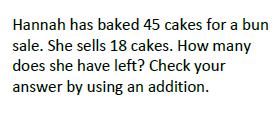 Hannah has baked 45 cakes for a bun
sale. She sells 18 cakes. How many
does she have left? Check your
answer by using an addition.